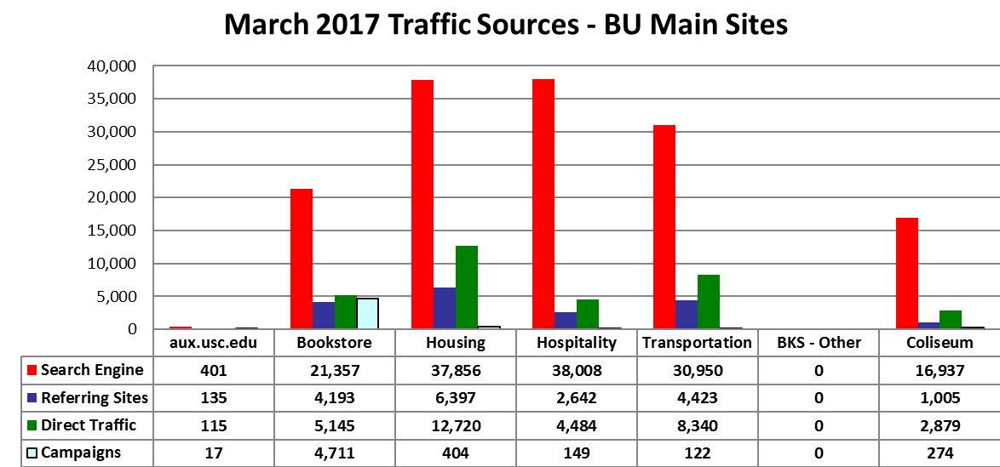 March 2017 Traffic Sources - BU Main Sites
40,000
35,000
30,000
25,000
20,000
15,000
10,000
5,000
0
aux.usc.edu Bookstore Housing Hospitality Transportation BKS - Other Coliseum
Search Engine 401 21,357 37,856 38,008 30,950 0 16,937
Referring Sites 135 4,193 6,397 2,642 4,423 0 1,005
Direct Traffic 115 5,145 12,720 4,484 8,340 0 2,879
Campaigns 17 4,711 404 149 122 0 274